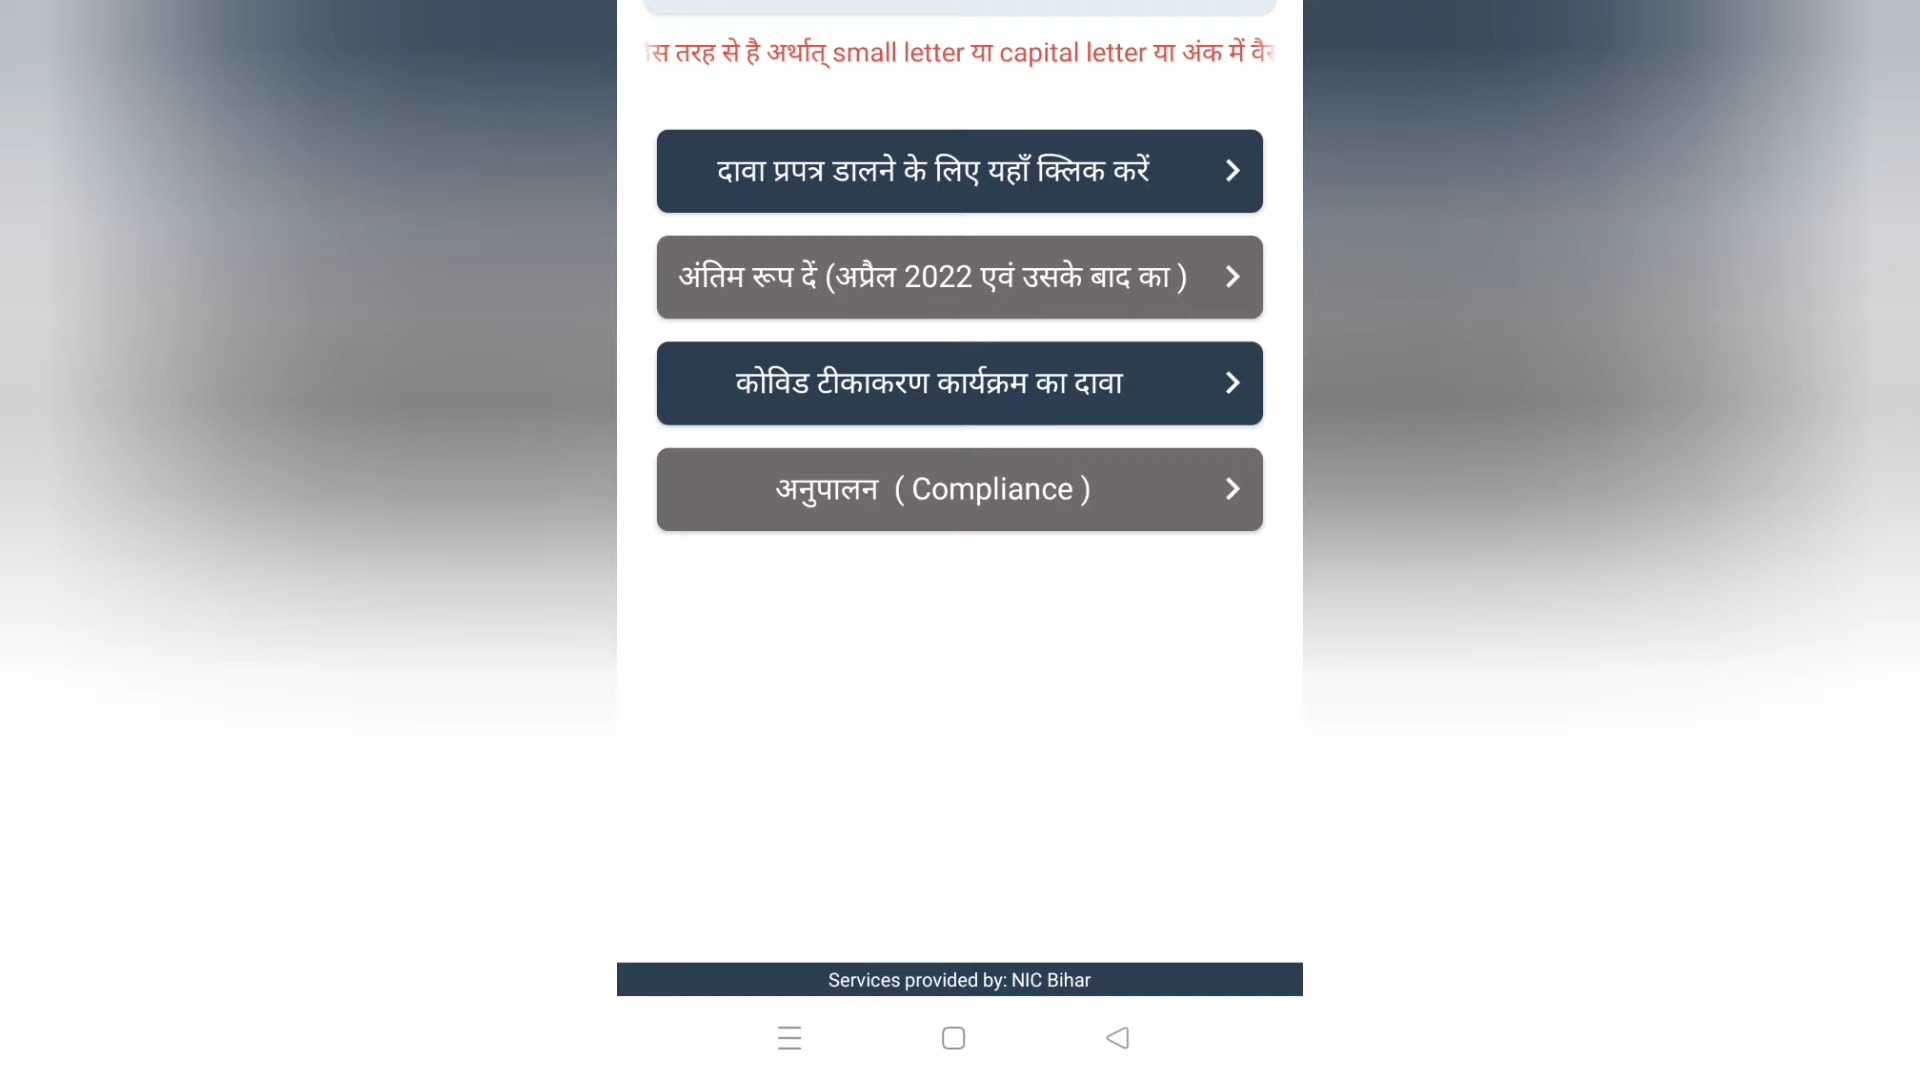 तरह से है अर्थात् small letter या capital letter या अंक में
दावा प्रपत्र डालने के लिए यहाँ क्लिक करें
अंतिम रूप दें (अप्रैल 2022 एवं उसके बाद का )
कोविड टीकाकरण कार्यक्रम का दावा
अनुपालन ( Compliance )
Services provided by: NIC Bihar